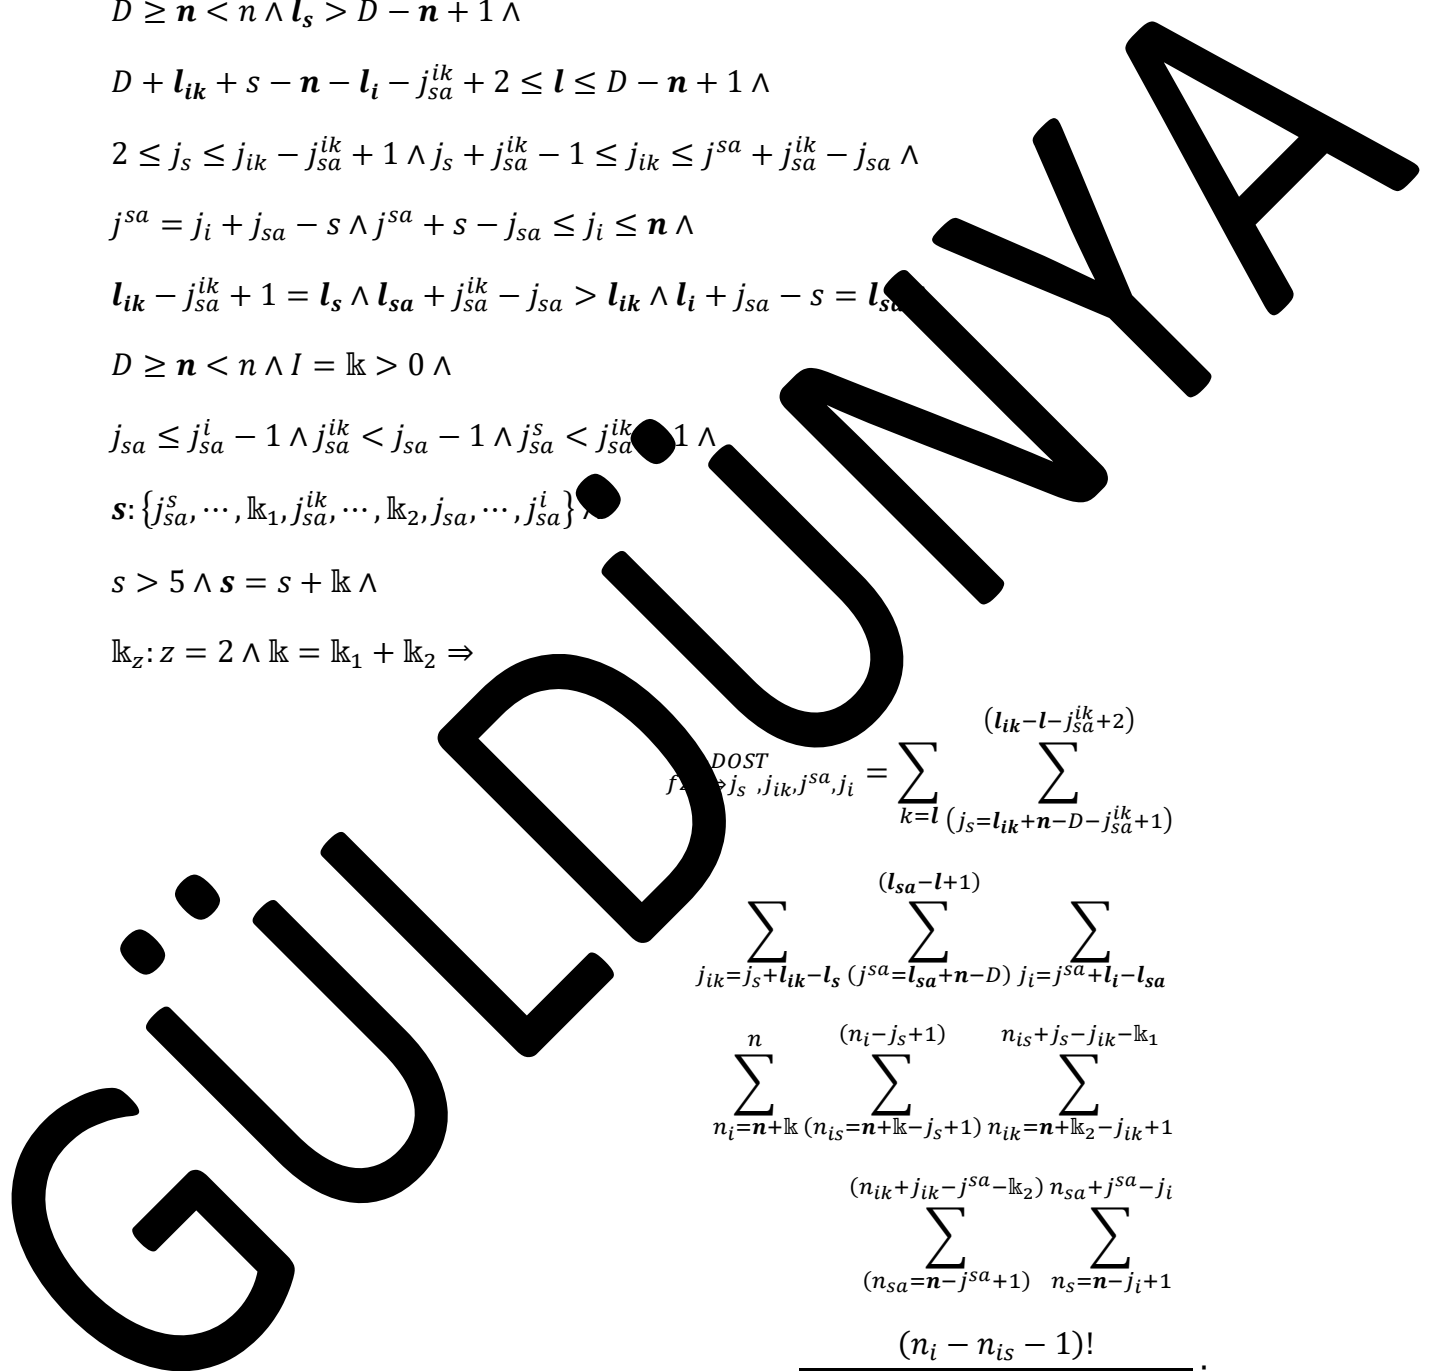 D ≥ n < n ∧ l_s > D − n + 1 ∧
D + l_ik + s − n − l_i − j_sa^ik + 2 ≤ l ≤ D − n + 1 ∧
2 ≤ j_s ≤ j_ik − j_sa^ik + 1 ∧ j_s + j_sa^ik − 1 ≤ j_ik ≤ j^sa + j_sa^ik − j_sa ∧
j^sa = j_i + j_sa − s ∧ j^sa + s − j_sa ≤ j_i ≤ n ∧
l_ik − j_sa^ik + 1 = l_s ∧ l_sa + j_sa^ik − j_sa > l_ik ∧ l_i + j_sa − s = l_sa
D ≥ n < n ∧ I = 𝕜 > 0 ∧
j_sa ≤ j_sa^i − 1 ∧ j_sa^ik < j_sa − 1 ∧ j_sa^s < j_sa^ik 1 ∧
s: {j_sa^s, ⋯ , 𝕜_1, j_sa^ik, ⋯ , 𝕜_2, j_sa, ⋯ , j_sa^i} ∧
s > 5 ∧ s = s + 𝕜 ∧
𝕜_z: z = 2 ∧ 𝕜 = 𝕜_1 + 𝕜_2 ⇒
(l_ik−l−j_sa^ik+2)
DOST
⇒j_s ,j_ik,j^sa,j_i = ∑ ∑
k=l (j_s=l_ik+n−D−j_sa^ik+1)
(l_sa−l+1)
∑ ∑ ∑
j_ik=j_s+l_ik−l_s (j^sa=l_sa+n−D) j_i=j^sa+l_i−l_sa
n (n_i−j_s+1) n_is+j_s−j_ik−𝕜_1
∑ ∑ ∑
n_i=n+𝕜 (n_is=n+𝕜−j_s+1) n_ik=n+𝕜_2−j_ik+1
(n_ik+j_ik−j^sa−𝕜_2) n_sa+j^sa−j_i
∑ ∑
(n_sa=n−j^sa+1) n_s=n−j_i+1
(n_i − n_is − 1)!
.
GÜLDÜNYA